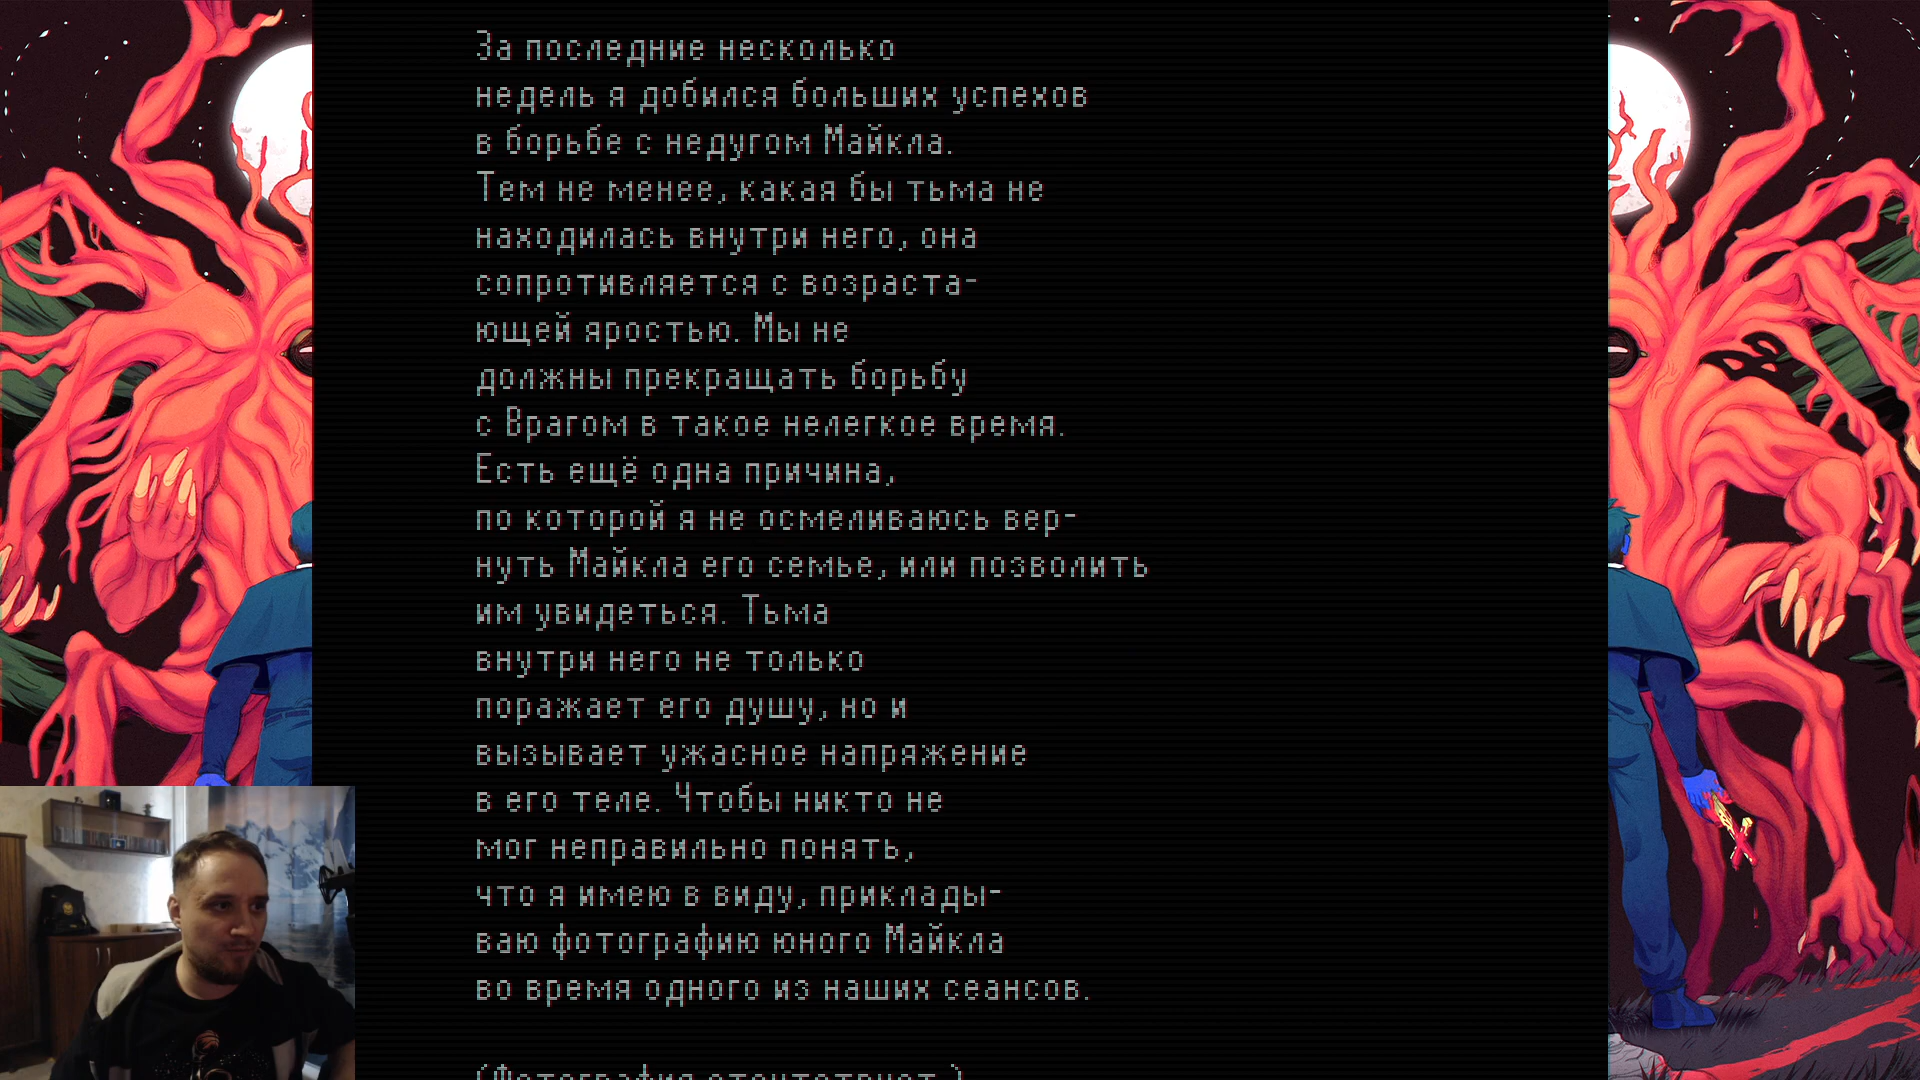 За последние несколько
недель я добился больших успехов
в борьбе с недугом Майкла.
Тем не менее, какая бы тьма не
находилась внутри него, она
сопротивляется с возраста-
ющей яростью. Мы не
должны прекращать борьбу
с Врагом в такое нелегкое время.
Есть ещё одна причина,
по которой я не осмеливаюсь вер-
нуть Майкла его семье, или позволить
им увидеться. Тьма
внутри него не только
поражает его душу, но и
вызывает ужасное напряжение
в его теле. Чтобы никто не
мог неправильно понять,
что я имею в виду, приклады-
ваю фотографию юного Майкла
во время одного из наших сеансов.
(Фотография отсутствует.)